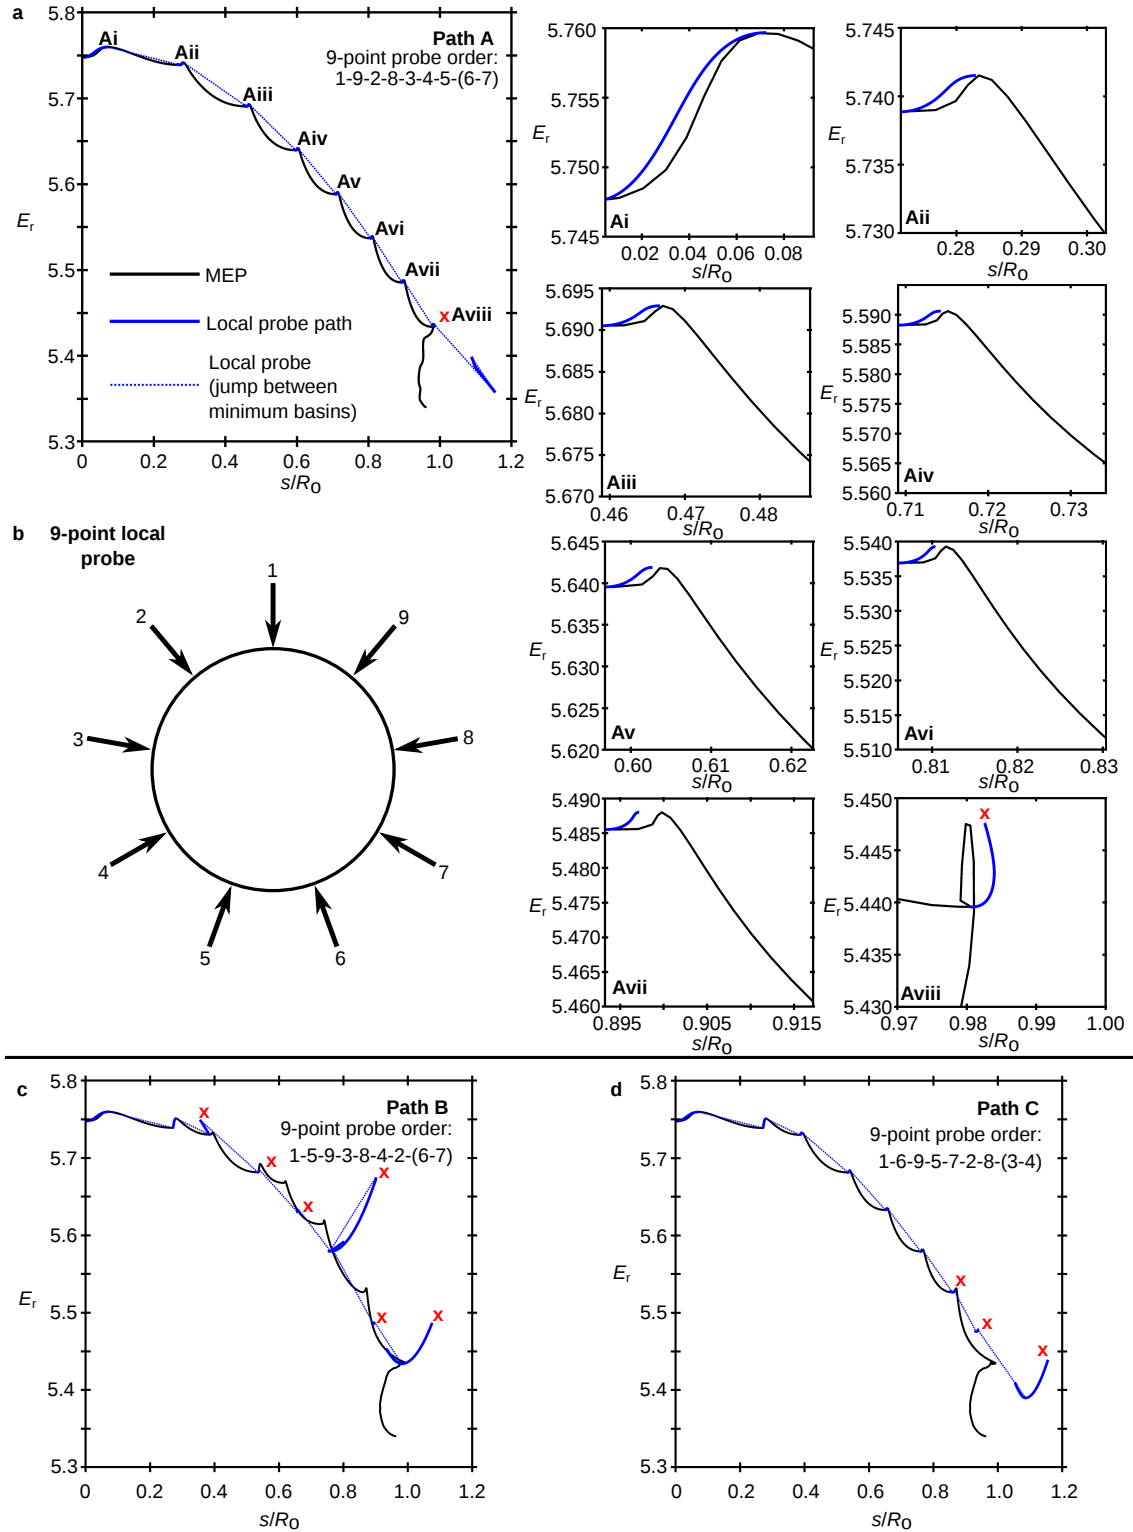 a
5.8
5.7
5.6
5.5
5.4
5.3
Er
0
0.2
0.4
0.6
0.8
1.0
1.2
s/Ro
Path A
9-point probe order:
1-9-2-8-3-4-5-(6-7)
Ai
Aii
Aiii
Aiv
Av
Avi
Avii
x Aviii
MEP
Local probe path
Local probe
(jump between
minimum basins)
5.760
5.755
Er
5.750
5.745
Ai
0.02
0.04
0.06
0.08
s/Ro
5.745
Er
5.740
5.735
5.730
Aii
0.28
0.29
0.30
s/Ro
5.695
5.690
5.685
Er
5.680
5.675
5.670
Aiii
0.46
0.47
0.48
s/Ro
5.595
5.590
5.585
5.580
Er
5.575
5.570
5.565
5.560
Aiv
0.71
0.72
0.73
s/Ro
b
9-point local
probe
1
2
3
4
5
6
7
8
9
5.645
5.640
5.635
Er
5.630
5.625
5.620
Av
0.60
0.61
0.62
s/Ro
5.540
5.535
5.530
5.525
Er
5.520
5.515
5.510
Avi
0.81
0.82
0.83
s/Ro
5.490
5.485
5.480
5.475
Er
5.470
5.465
5.460
Avii
0.895
0.905
0.915
s/Ro
5.450
5.445
Er
5.440
5.435
5.430
x
Aviii
0.97
0.98
0.99
1.00
s/Ro
c
5.8
5.7
5.6
5.5
5.4
5.3
Er
0
0.2
0.4
0.6
0.8
1.0
1.2
s/Ro
Path B
9-point probe order:
1-5-9-3-8-4-2-(6-7)
x
x
x
x
x
x
d
5.8
5.7
5.6
5.5
5.4
5.3
Er
0
0.2
0.4
0.6
0.8
1.0
1.2
s/Ro
Path C
9-point probe order:
1-6-9-5-7-2-8-(3-4)
x
x
x